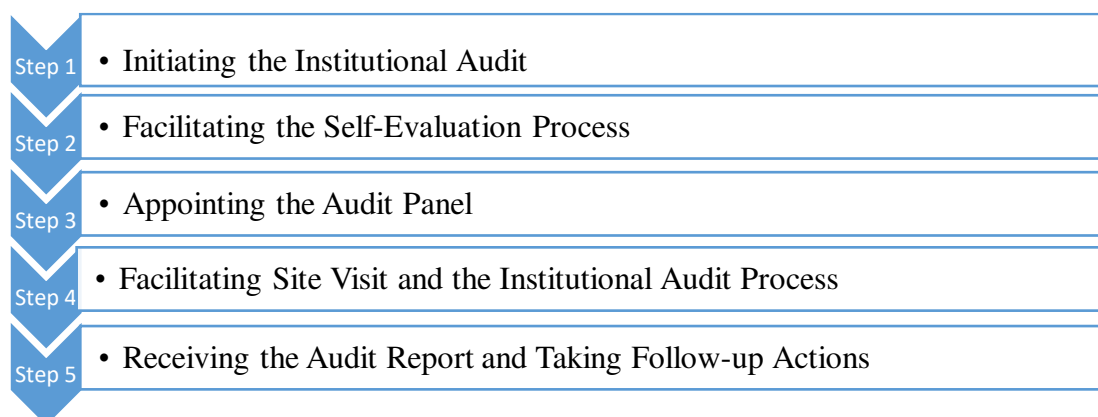 Step 1
• Initiating the Institutional Audit
Step 2
• Facilitating the Self-Evaluation Process
Step 3
• Appointing the Audit Panel
Step 4
• Facilitating Site Visit and the Institutional Audit Process
Step 5
• Receiving the Audit Report and Taking Follow-up Actions